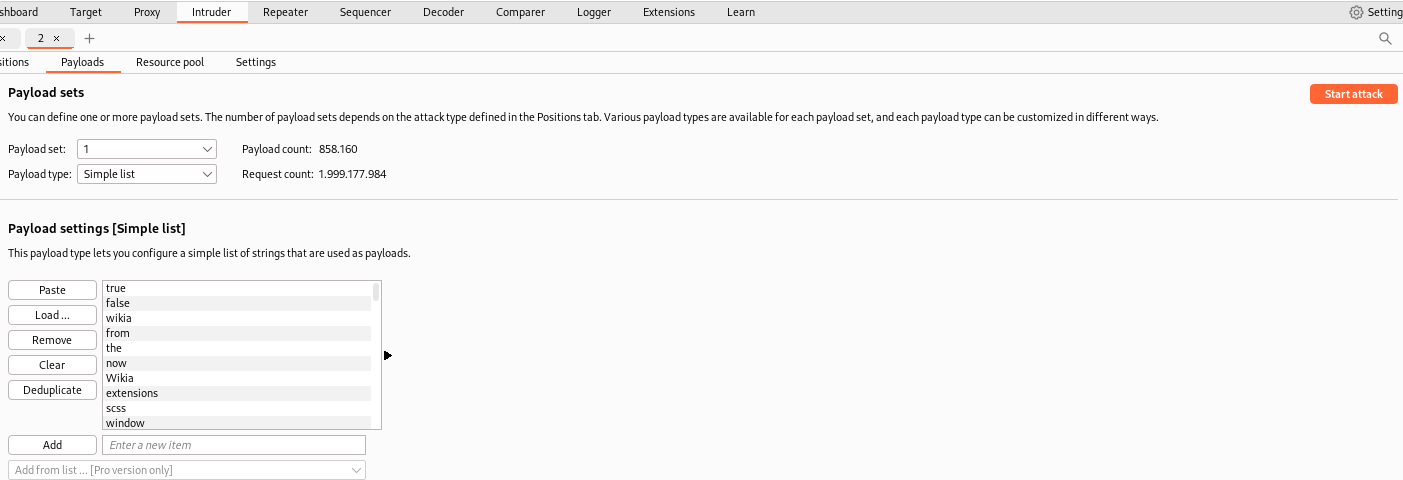 shboard Target Proxy Intruder Repeater Sequencer Decoder Comparer Logger Extensions Learn Setting
× 2 × +
sitions Payloads Resource pool Settings
Payload sets Start attack
You can define one or more payload sets. The number of payload sets depends on the attack type defined in the Positions tab. Various payload types are available for each payload set, and each payload type can be customized in different ways.
Payload set: 1 Payload count: 858.160
Payload type: Simple list Request count: 1.999.177.984
Payload settings [Simple list]
This payload type lets you configure a simple list of strings that are used as payloads.
Paste
Load ...
Remove
Clear
Deduplicate
true
false
wikia
from
the
now
Wikia
extensions
scss
window
Add Enter a new item
Add from list ... [Pro version only]